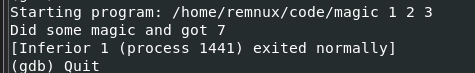 Starting program: /home/remnux/code/magic 1 2 3
Did some magic and got 7
[Inferior 1 (process 1441) exited normally]
(gdb) Quit